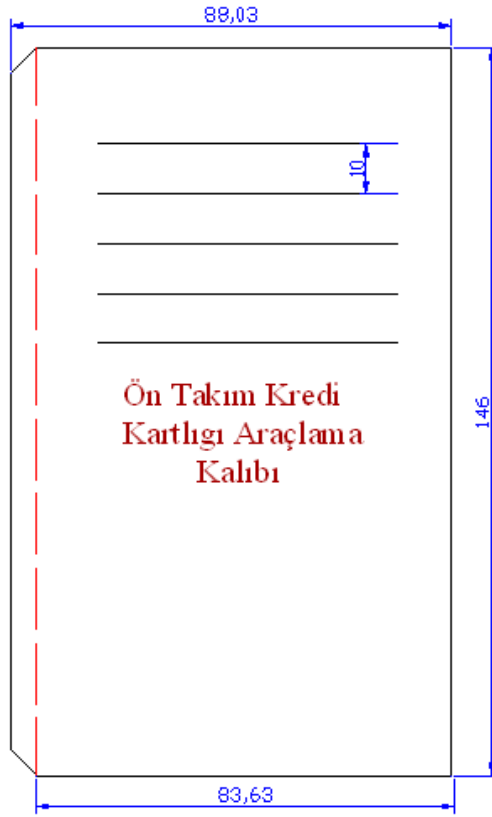 88,03
10
146
Ön Takım Kredi
Kartlıgı Araçlama
Kalıbı
83,63